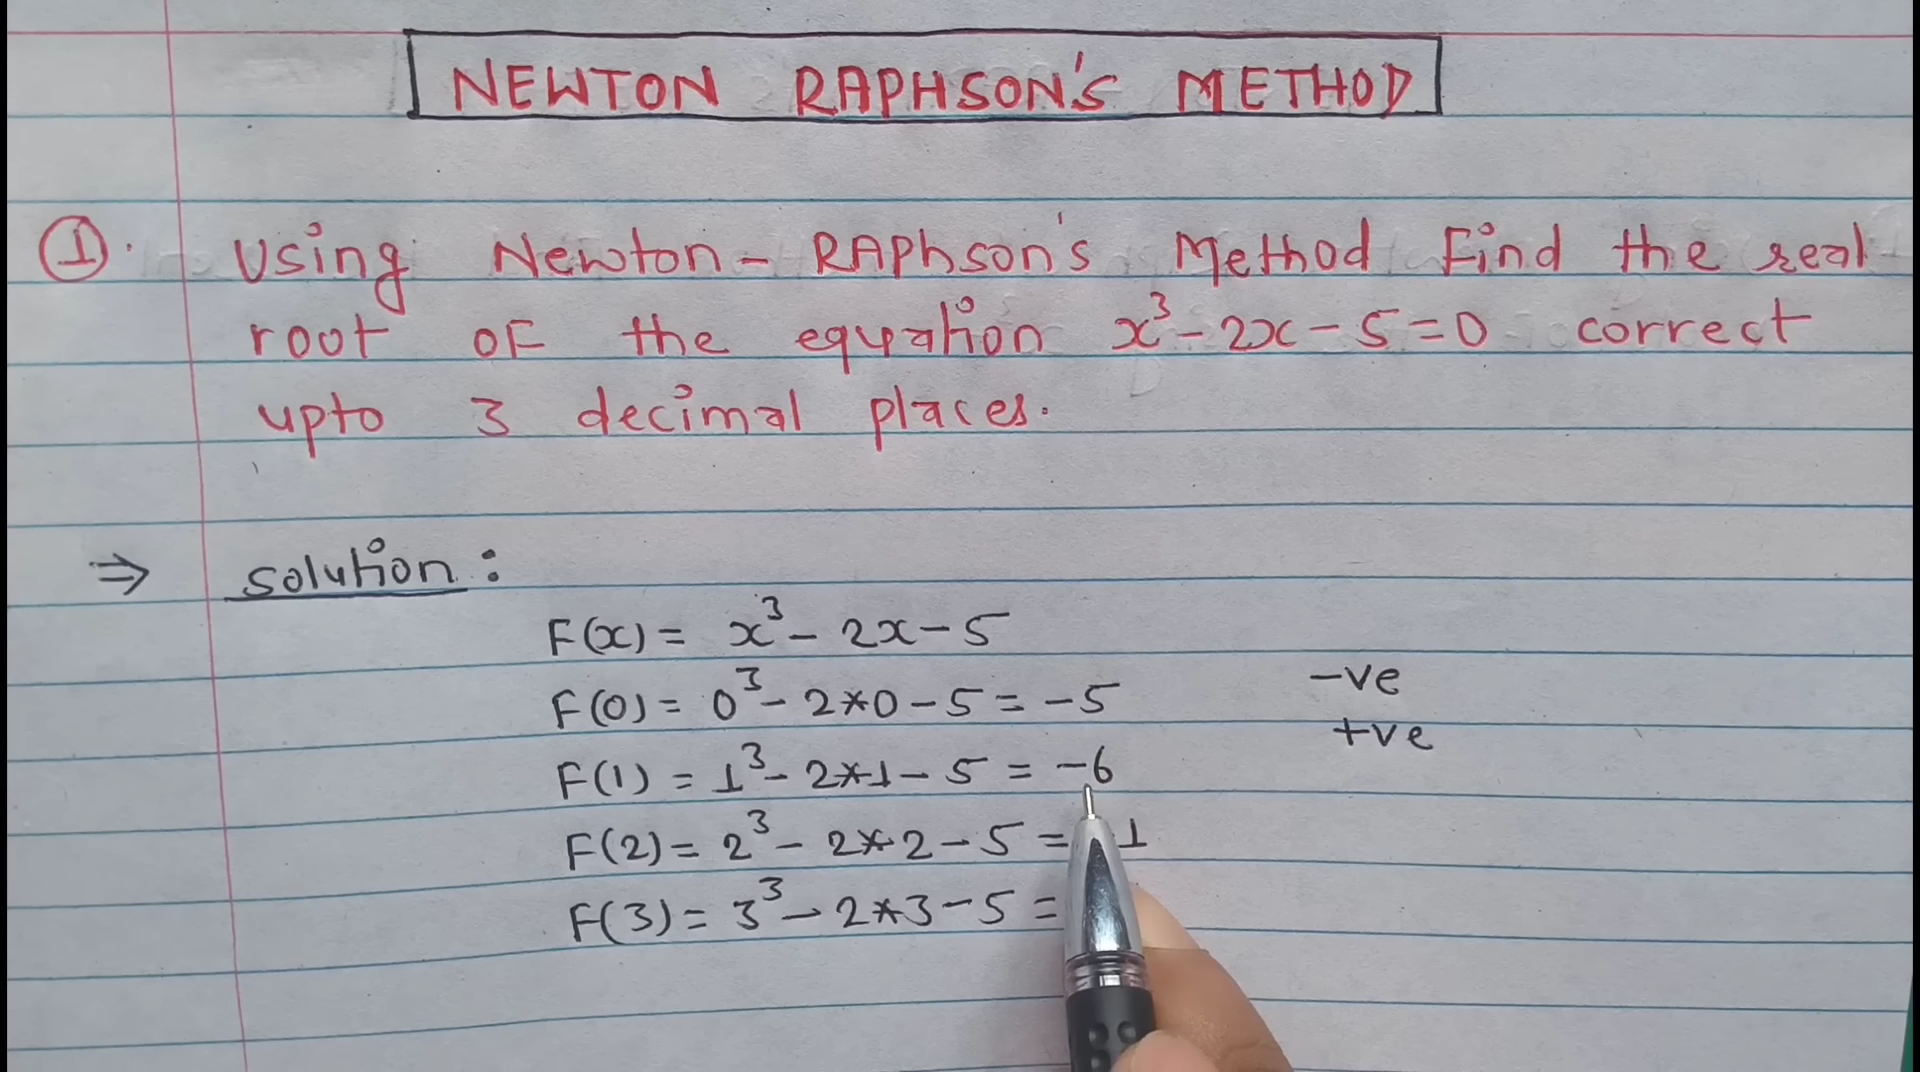 NEWTON RAPHSON'S METHOD
①. Using Newton-RAPhson's Method Find the real
root OF the equation x³-2x-5=0 correct
upto 3 decimal places.
⇒ solution:
F(x) = x³-2x-5
F(0) = 0³-2*0-5=-5
-ve
+ve
F(1) = 1³-2*1-5 = -6
F(2) = 2³-2*2-5= 1
F(3) = 3³-2*3-5=